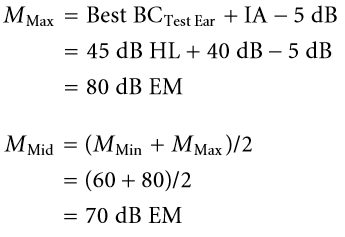 M_Max = Best BC_Test Ear + IA − 5 dB
= 45 dB HL + 40 dB − 5 dB
= 80 dB EM
M_Mid = (M_Min + M_Max)/2
= (60 + 80)/2
= 70 dB EM